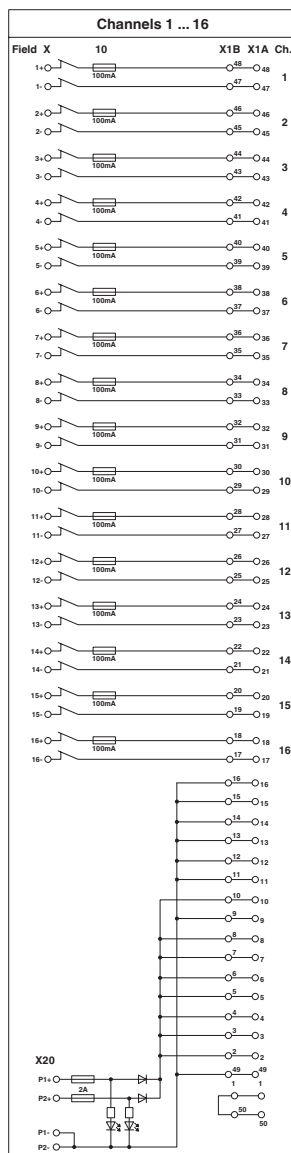 Channels 1 ... 16
Field X 10 X1B X1A Ch.
1+ 48 48
100mA 1
1- 47 47
2+ 46 46
100mA 2
2- 45 45
3+ 44 44
100mA 3
3- 43 43
4+ 42 42
100mA 4
4- 41 41
5+ 40 40
100mA 5
5- 39 39
6+ 38 38
100mA 6
6- 37 37
7+ 36 36
100mA 7
7- 35 35
8+ 34 34
100mA 8
8- 33 33
9+ 32 32
100mA 9
9- 31 31
10+ 30 30
100mA 10
10- 29 29
11+ 28 28
100mA 11
11- 27 27
12+ 26 26
100mA 12
12- 25 25
13+ 24 24
100mA 13
13- 23 23
14+ 22 22
100mA 14
14- 21 21
15+ 20 20
100mA 15
15- 19 19
16+ 18 18
100mA 16
16- 17 17
16 16
15 15
14 14
13 13
12 12
11 11
10 10
9 9
8 8
7 7
6 6
5 5
4 4
3 3
2 2
X20
49 49
P1+ 1 1
2A
P2+
50
2A 50
P1-
P2-